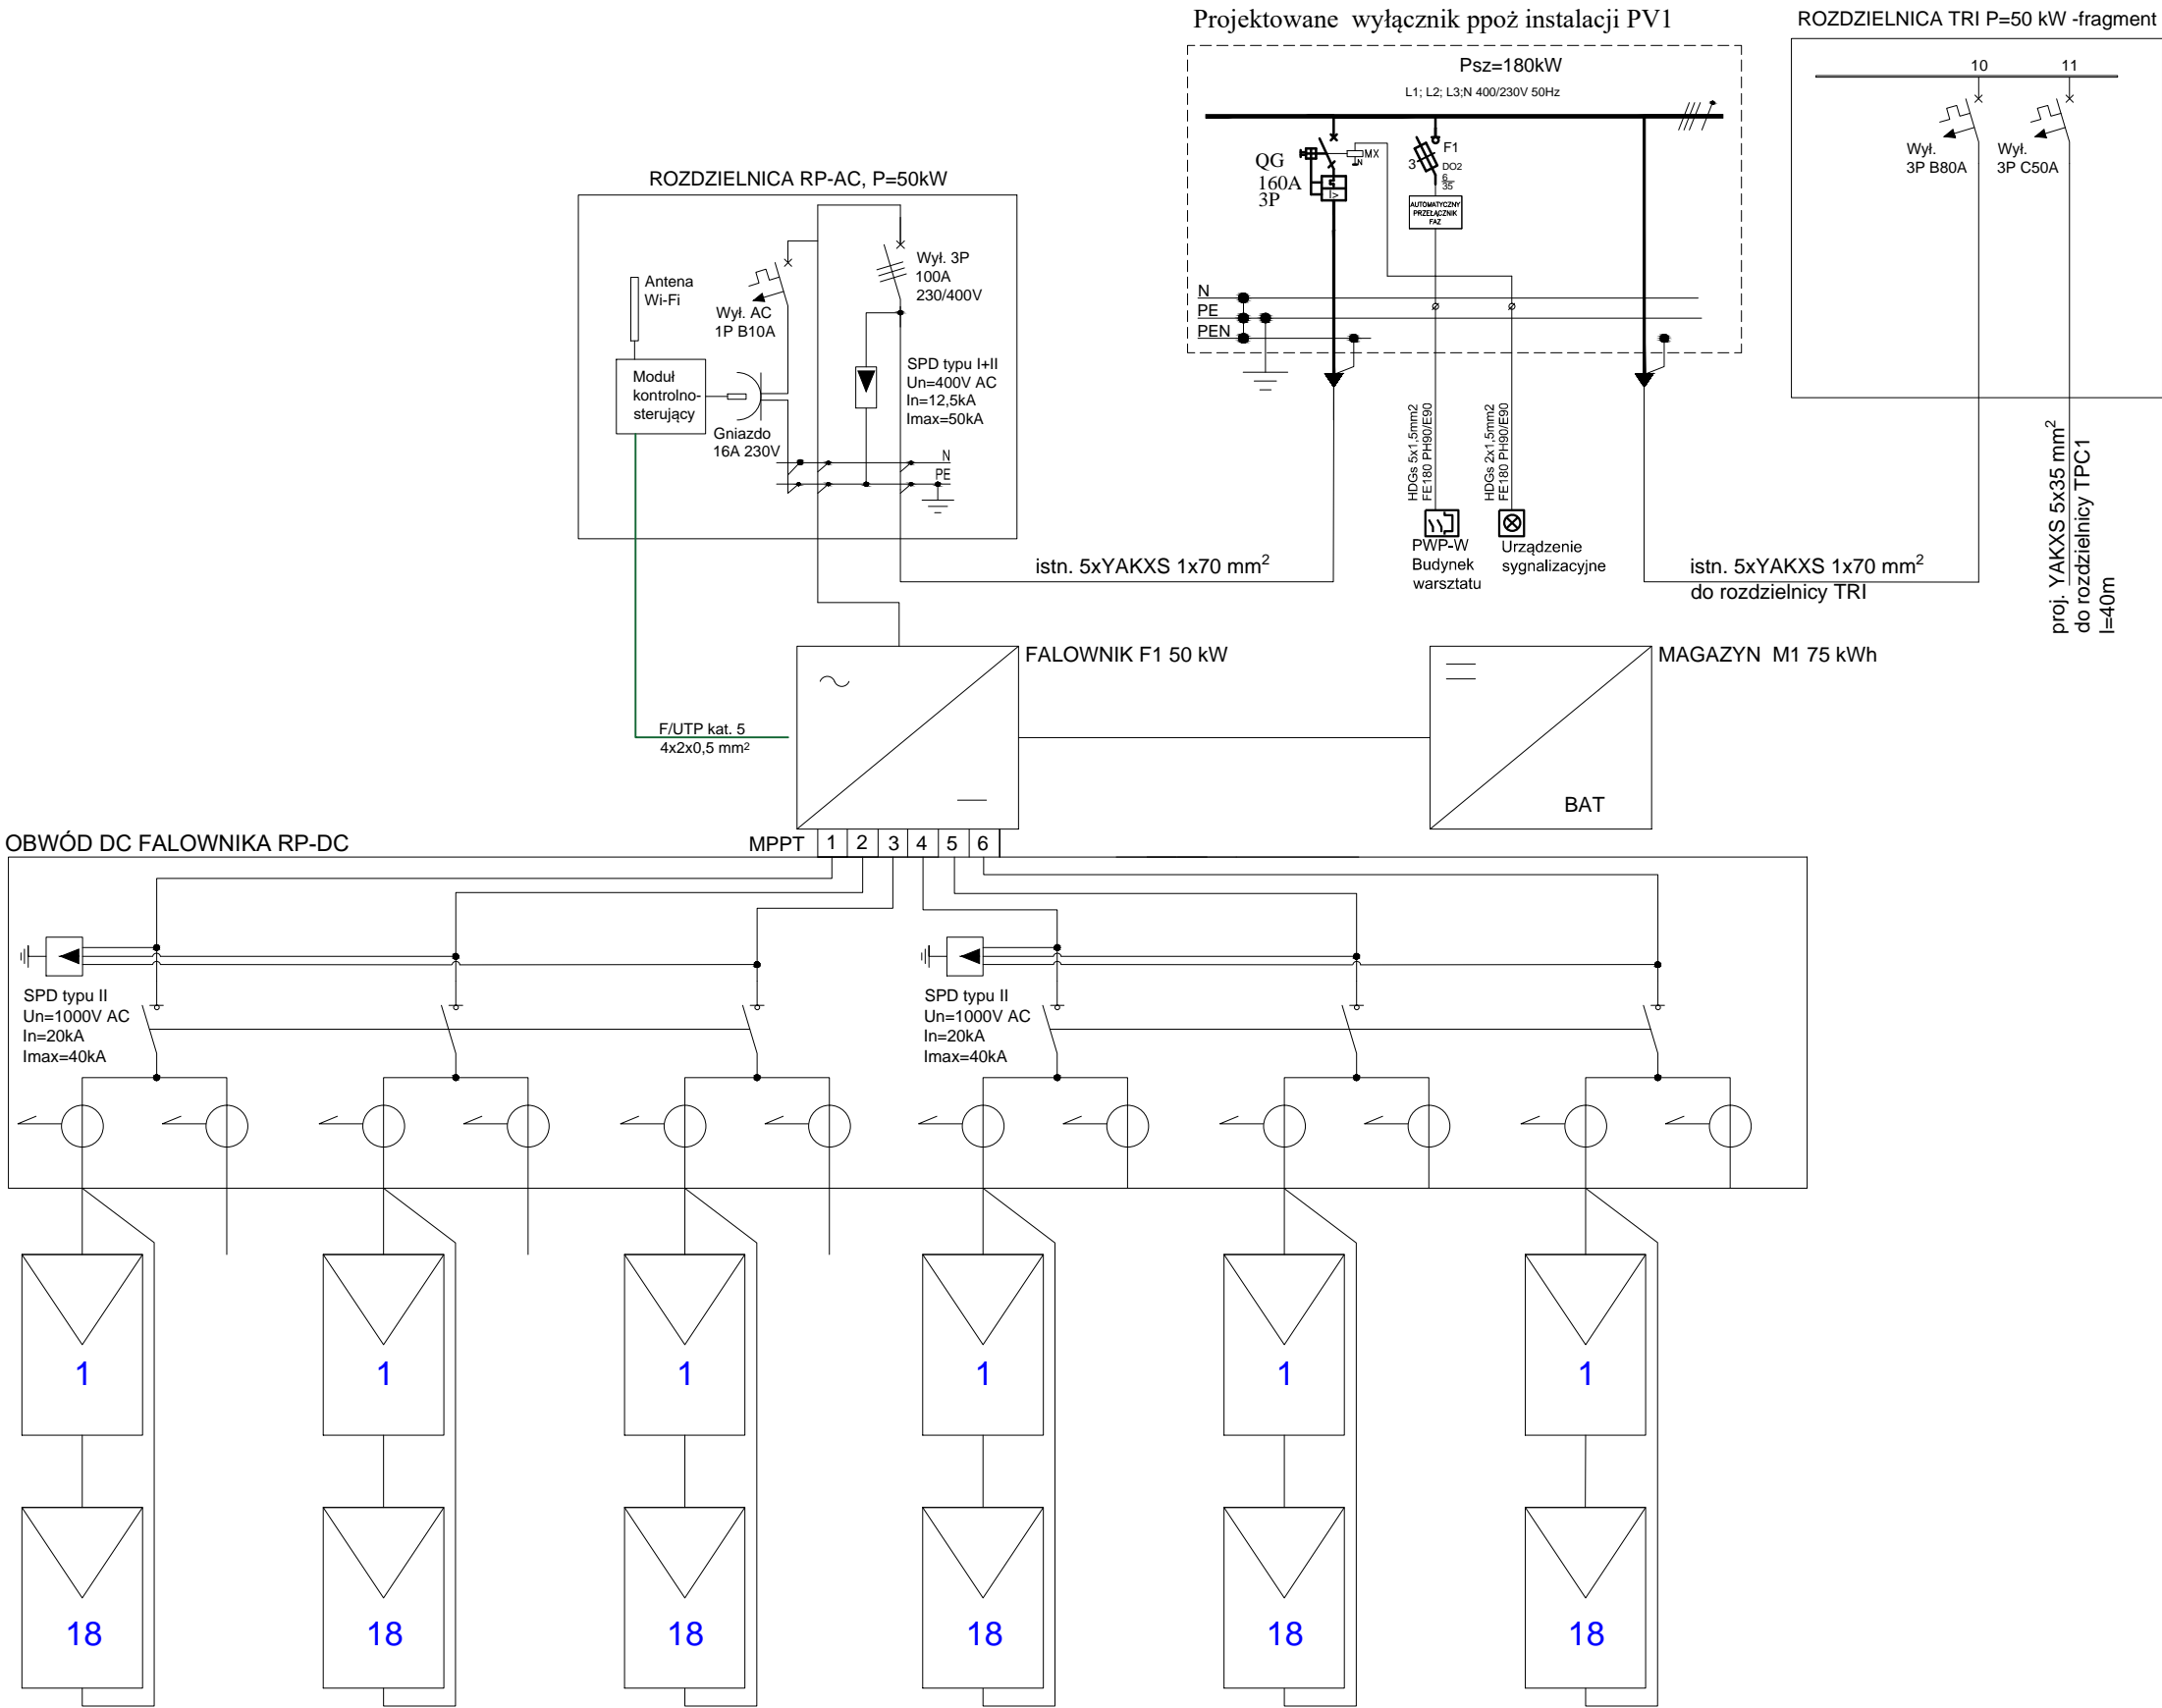 Projektowane wyłącznik ppoż instalacji PV1
Psz=180kW
L1; L2; L3;N 400/230V 50Hz
QG
160A
3P
MX
N
I>
F1
3
DO2
6
35
AUTOMATYCZNY
PRZEŁĄCZNIK
FAZ
N
PE
PEN
HDGs 5x1,5mm2
FE180 PH90/E90
HDGs 2x1,5mm2
FE180 PH90/E90
PWP-W
Budynek
warsztatu
Urządzenie
sygnalizacyjne
ROZDZIELNICA TRI P=50 kW -fragment
10
11
Wył.
3P B80A
Wył.
3P C50A
proj. YAKXS 5x35 mm²
do rozdzielnicy TPC1
l=40m
istn. 5xYAKXS 1x70 mm²
do rozdzielnicy TRI
istn. 5xYAKXS 1x70 mm²
ROZDZIELNICA RP-AC, P=50kW
Antena
Wi-Fi
Wył. AC
1P B10A
Wył. 3P
100A
230/400V
Moduł
kontrolno-
sterujący
Gniazdo
16A 230V
SPD typu I+II
Un=400V AC
In=12,5kA
Imax=50kA
N
PE
FALOWNIK F1 50 kW
MAGAZYN M1 75 kWh
BAT
F/UTP kat. 5
4x2x0,5 mm²
OBWÓD DC FALOWNIKA RP-DC
MPPT 1 2 3 4 5 6
SPD typu II
Un=1000V AC
In=20kA
Imax=40kA
SPD typu II
Un=1000V AC
In=20kA
Imax=40kA
1 1 1 1 1 1
18 18 18 18 18 18